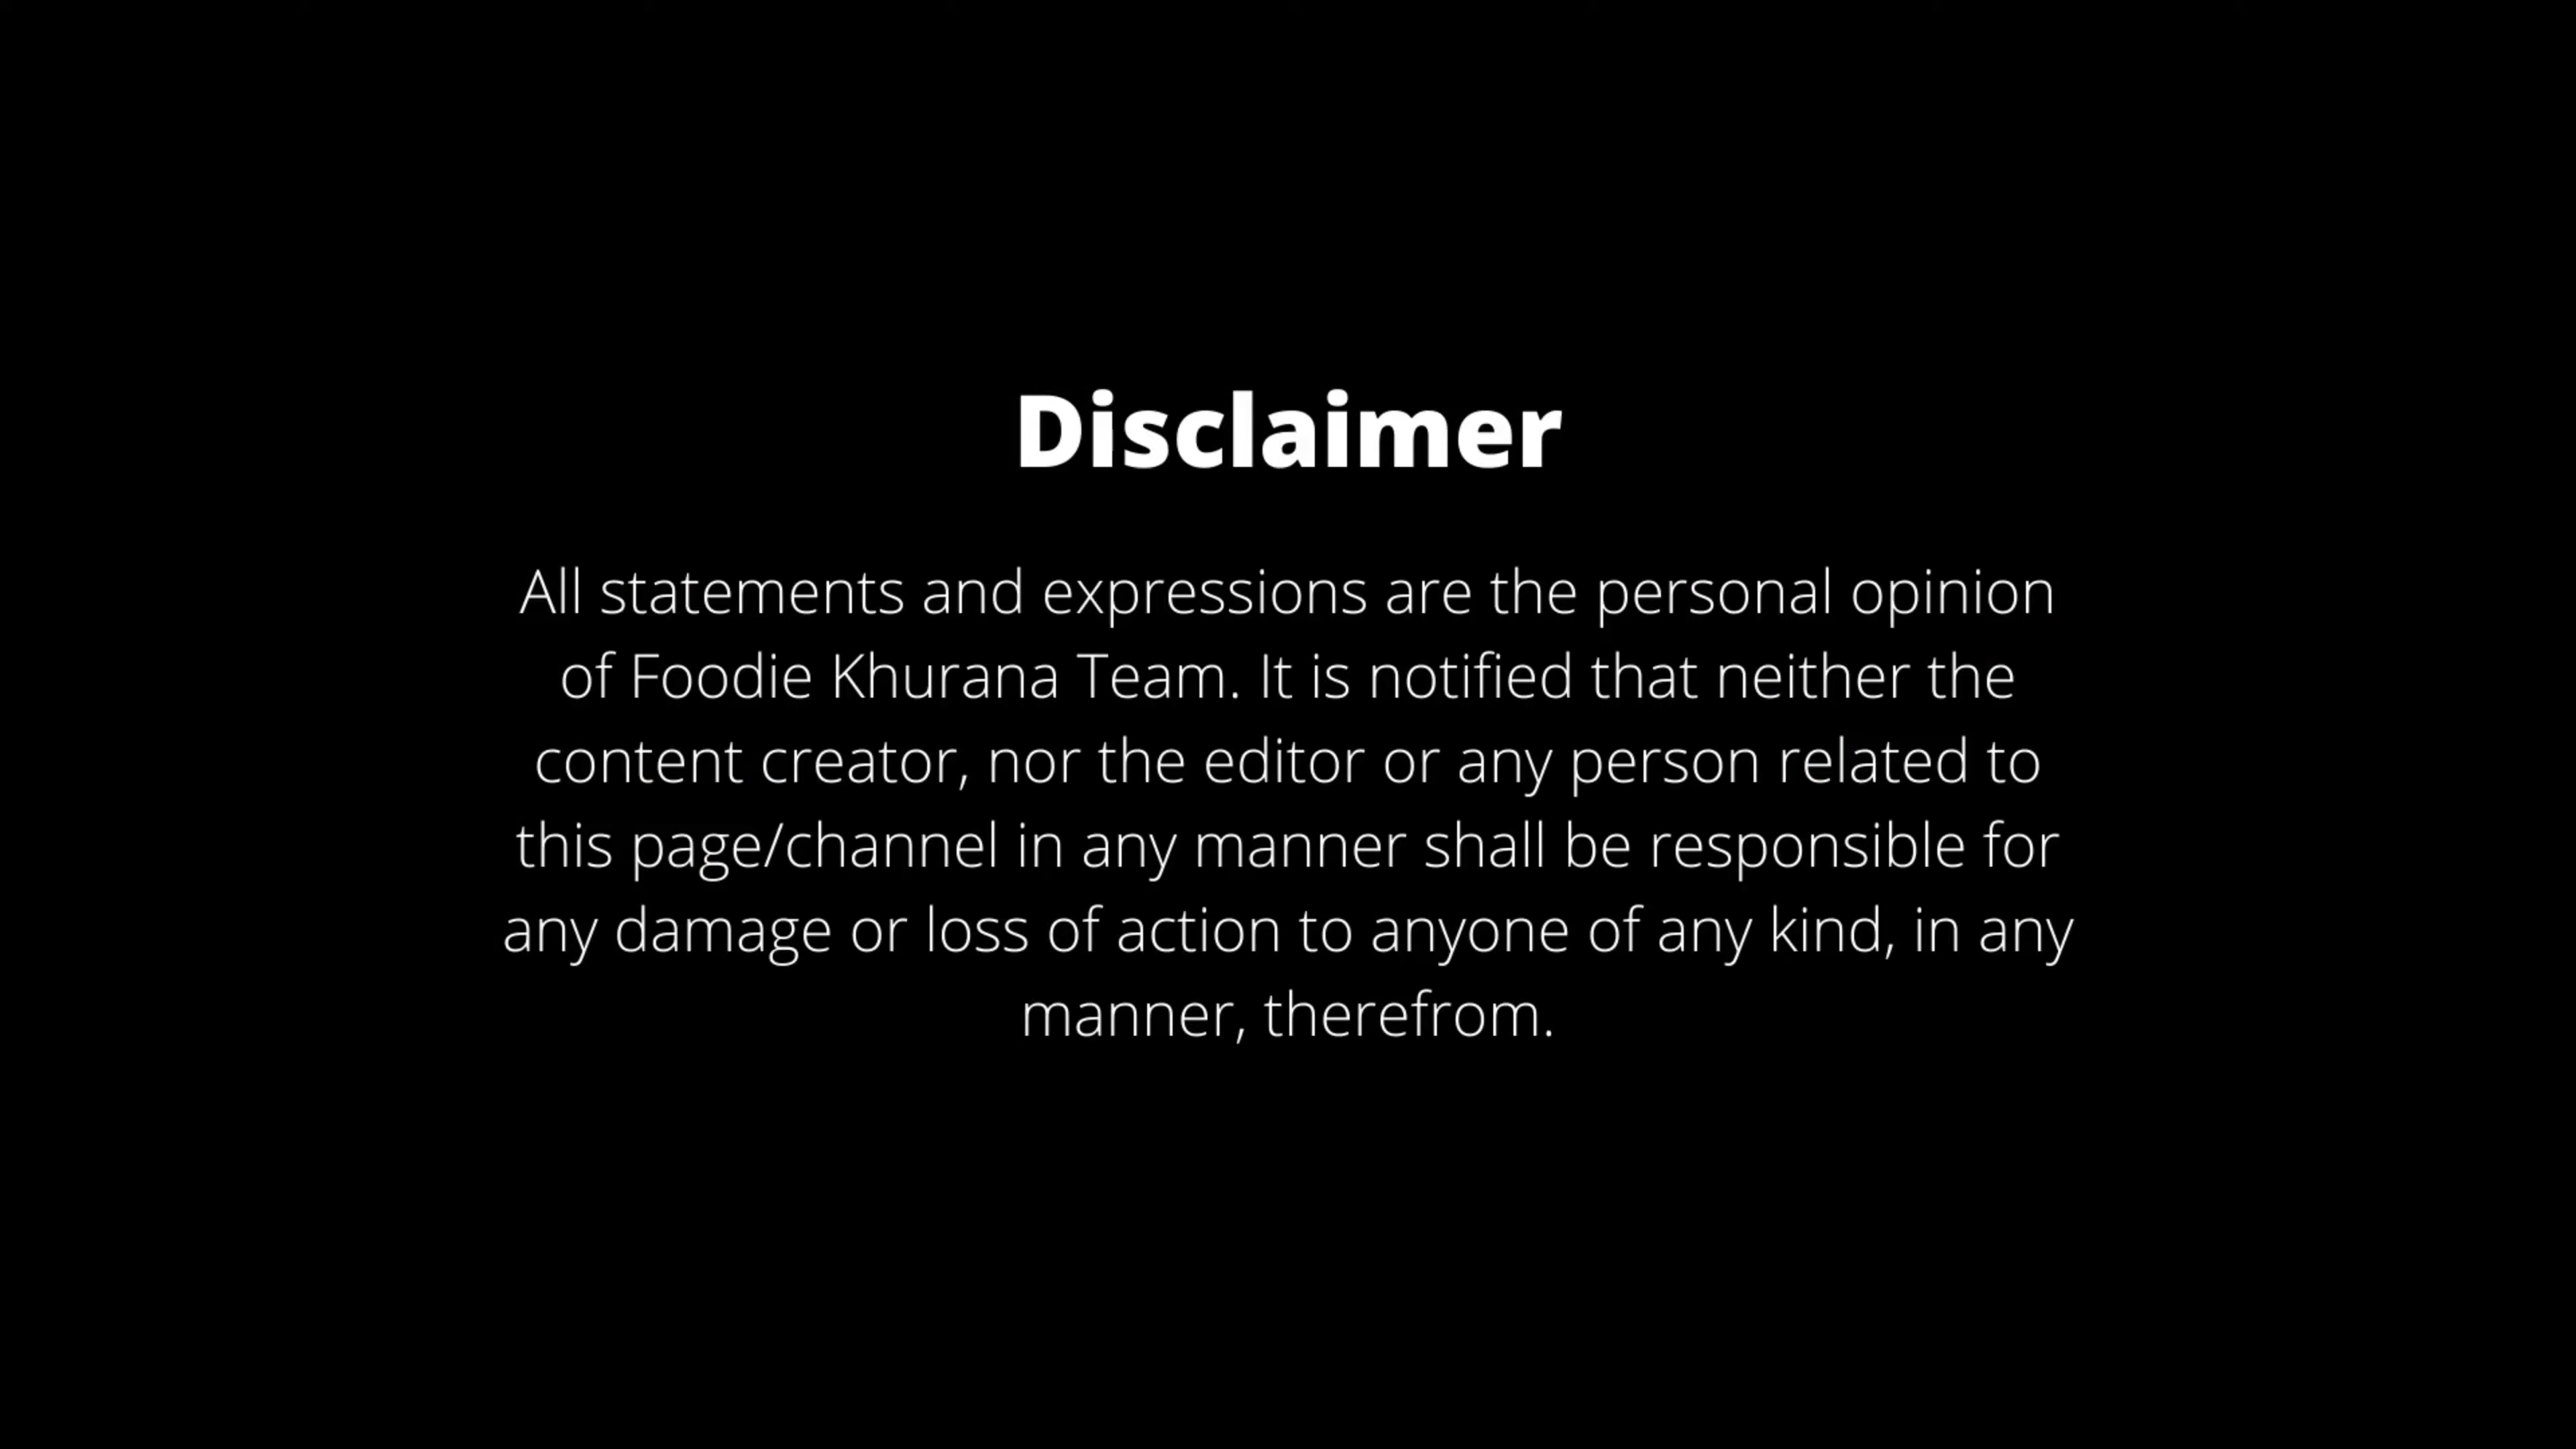 Disclaimer
All statements and expressions are the personal opinion
of Foodie Khurana Team. It is notified that neither the
content creator, nor the editor or any person related to
this page/channel in any manner shall be responsible for
any damage or loss of action to anyone of any kind, in any
manner, therefrom.